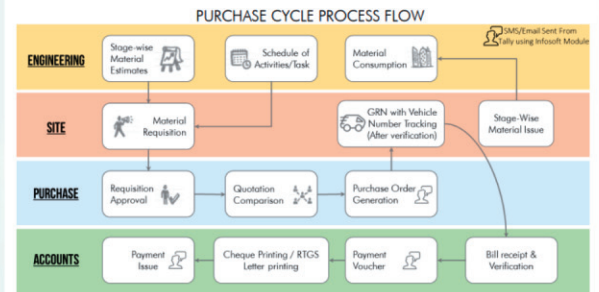 PURCHASE CYCLE PROCESS FLOW
SMS/Email Sent From
Tally using Infosoft Module
ENGINEERING
Stage-wise
Material
Estimates
Schedule of
Activities/Task
Material
Consumption
SITE
Material
Requisition
GRN with Vehicle
Number Tracking
(After verification)
Stage-Wise
Material Issue
PURCHASE
Requisition
Approval
Quotation
Comparison
Purchase Order
Generation
ACCOUNTS
Payment
Issue
Cheque Printing / RTGS
Letter printing
Payment
Voucher
Bill receipt &
Verification